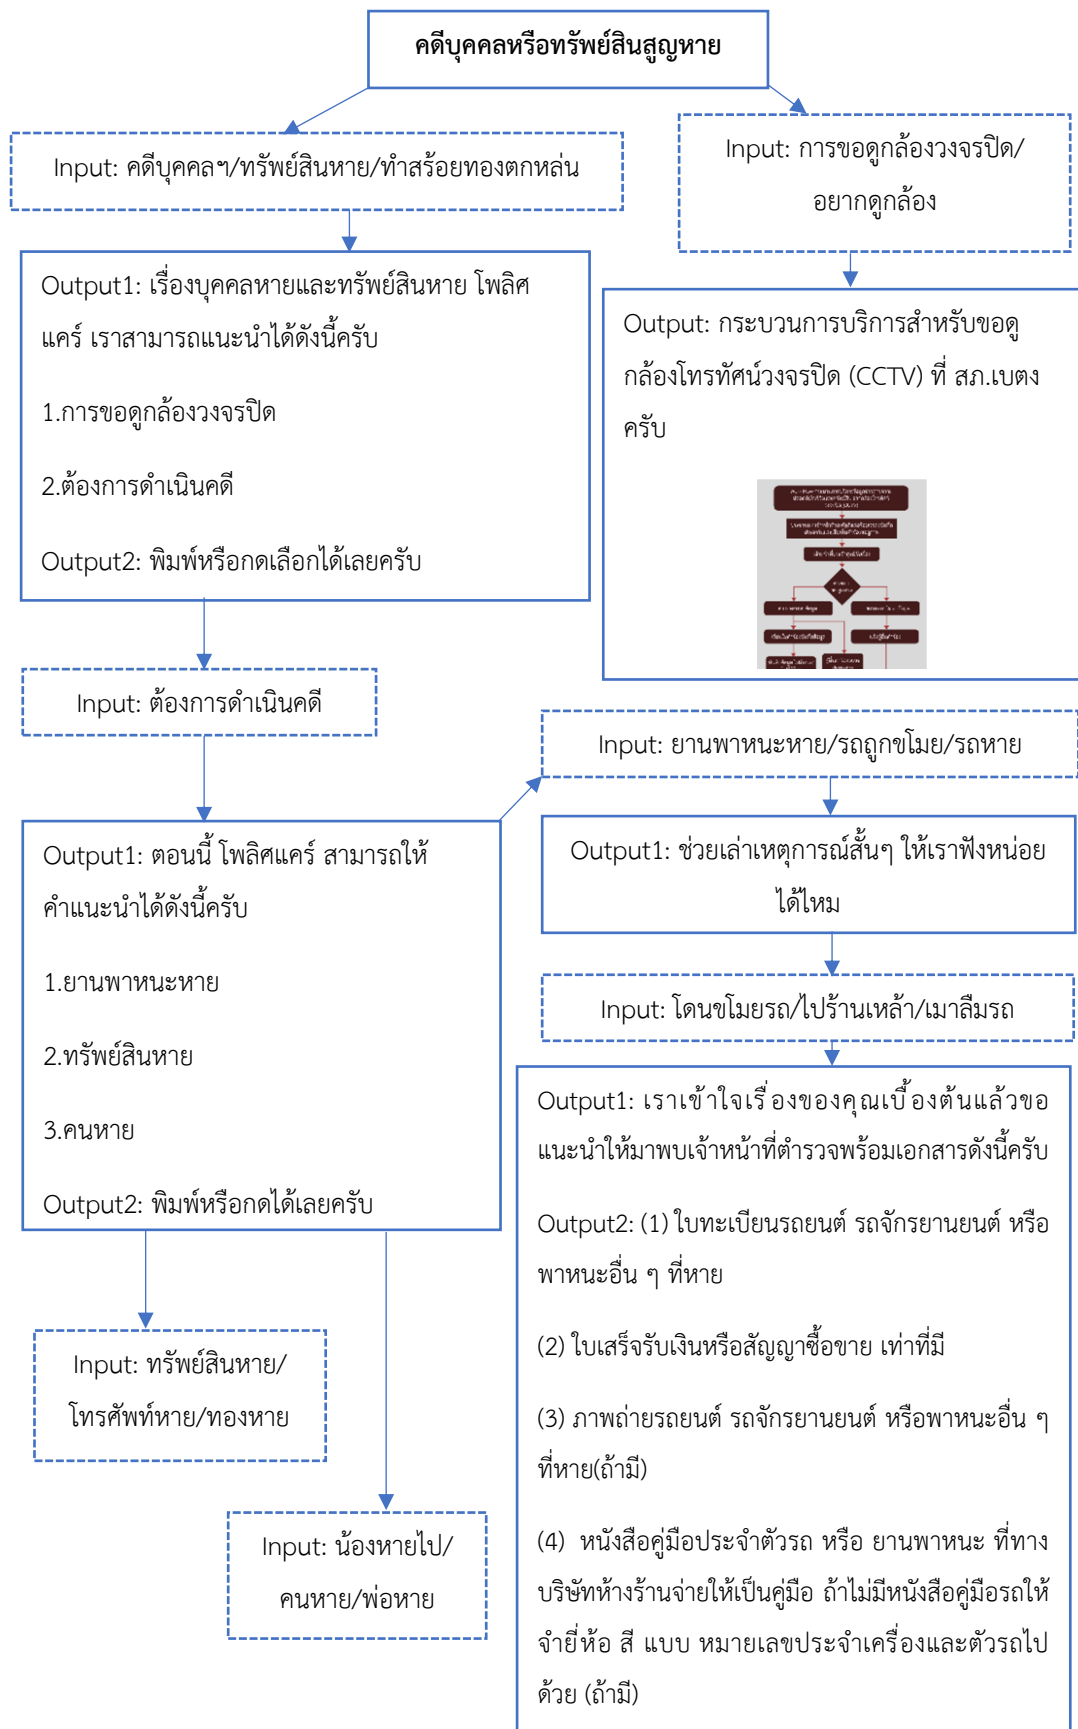 คดีบุคคลหรือทรัพย์สินสูญหาย
Input: คดีบุคคลฯ/ทรัพย์สินหาย/ทำสร้อยทองตกหล่น
Input: การขอดูกล้องวงจรปิด/
อยากดูกล้อง
Output1: เรื่องบุคคลหายและทรัพย์สินหาย โพลิศ
แคร์ เราสามารถแนะนำได้ดังนี้ครับ
1.การขอดูกล้องวงจรปิด
2.ต้องการดำเนินคดี
Output2: พิมพ์หรือกดเลือกได้เลยครับ
Output: กระบวนการบริการสำหรับขอดู
กล้องโทรทัศน์วงจรปิด (CCTV) ที่ สภ.เบตง
ครับ
Input: ต้องการดำเนินคดี
Input: ยานพาหนะหาย/รถถูกขโมย/รถหาย
Output1: ตอนนี้ โพลิศแคร์ สามารถให้
คำแนะนำได้ดังนี้ครับ
1.ยานพาหนะหาย
2.ทรัพย์สินหาย
3.คนหาย
Output2: พิมพ์หรือกดได้เลยครับ
Output1: ช่วยเล่าเหตุการณ์สั้นๆ ให้เราฟังหน่อย
ได้ไหม
Input: โดนขโมยรถ/ไปร้านเหล้า/เมาลืมรถ
Output1: เราเข้าใจเรื่องของคุณเบื้องต้นแล้วขอ
แนะนำให้มาพบเจ้าหน้าที่ตำรวจพร้อมเอกสารดังนี้ครับ
Output2: (1) ใบทะเบียนรถยนต์ รถจักรยานยนต์ หรือ
พาหนะอื่น ๆ ที่หาย
(2) ใบเสร็จรับเงินหรือสัญญาซื้อขาย เท่าที่มี
(3) ภาพถ่ายรถยนต์ รถจักรยานยนต์ หรือพาหนะอื่น ๆ
ที่หาย(ถ้ามี)
(4) หนังสือคู่มือประจำตัวรถ หรือ ยานพาหนะ ที่ทาง
บริษัทห้างร้านจ่ายให้เป็นคู่มือ ถ้าไม่มีหนังสือคู่มือรถให้
จำยี่ห้อ สี แบบ หมายเลขประจำเครื่องและตัวรถไป
ด้วย (ถ้ามี)
Input: ทรัพย์สินหาย/
โทรศัพท์หาย/ทองหาย
Input: น้องหายไป/
คนหาย/พ่อหาย